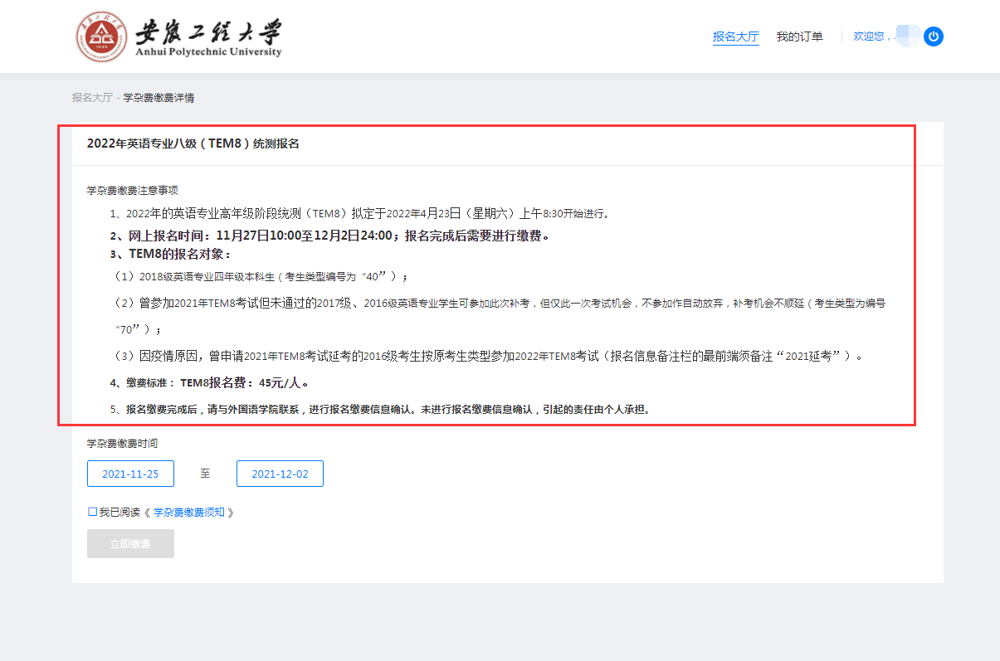 安徽工程大学
Anhui Polytechnic University
报名大厅 我的订单 欢迎您，
报名大厅 - 学杂费缴费详情
2022年英语专业八级（TEM8）统测报名
学杂费缴费注意事项
1、2022年的英语专业高年级阶段统测（TEM8）拟定于2022年4月23日（星期六）上午8:30开始进行。
2、网上报名时间：11月27日10:00至12月2日24:00；报名完成后需要进行缴费。
3、TEM8的报名对象：
（1）2018级英语专业四年级本科生（考生类型编号为“40”）；
（2）曾参加2021年TEM8考试但未通过的2017级、2016级英语专业学生可参加此次补考，但仅此一次考试机会，不参加作自动放弃，补考机会不顺延（考生类型为编号
“70”）；
（3）因疫情原因，曾申请2021年TEM8考试延考的2016级考生按原考生类型参加2022年TEM8考试（报名信息备注栏的最前端须备注“2021延考”）。
4、缴费标准： TEM8报名费：45元/人。
5、报名缴费完成后，请与外国语学院联系，进行报名缴费信息确认。未进行报名缴费信息确认，引起的责任由个人承担。
学杂费缴费时间
2021-11-25 至 2021-12-02
我已阅读《 学杂费缴费须知 》
立即缴费